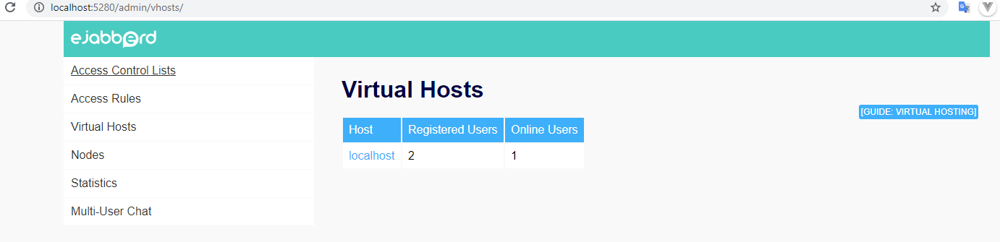 localhost:5280/admin/vhosts/
ejabberd
Access Control Lists
Access Rules
Virtual Hosts
Nodes
Statistics
Multi-User Chat
Virtual Hosts
[GUIDE: VIRTUAL HOSTING]
Host Registered Users Online Users
localhost 2 1